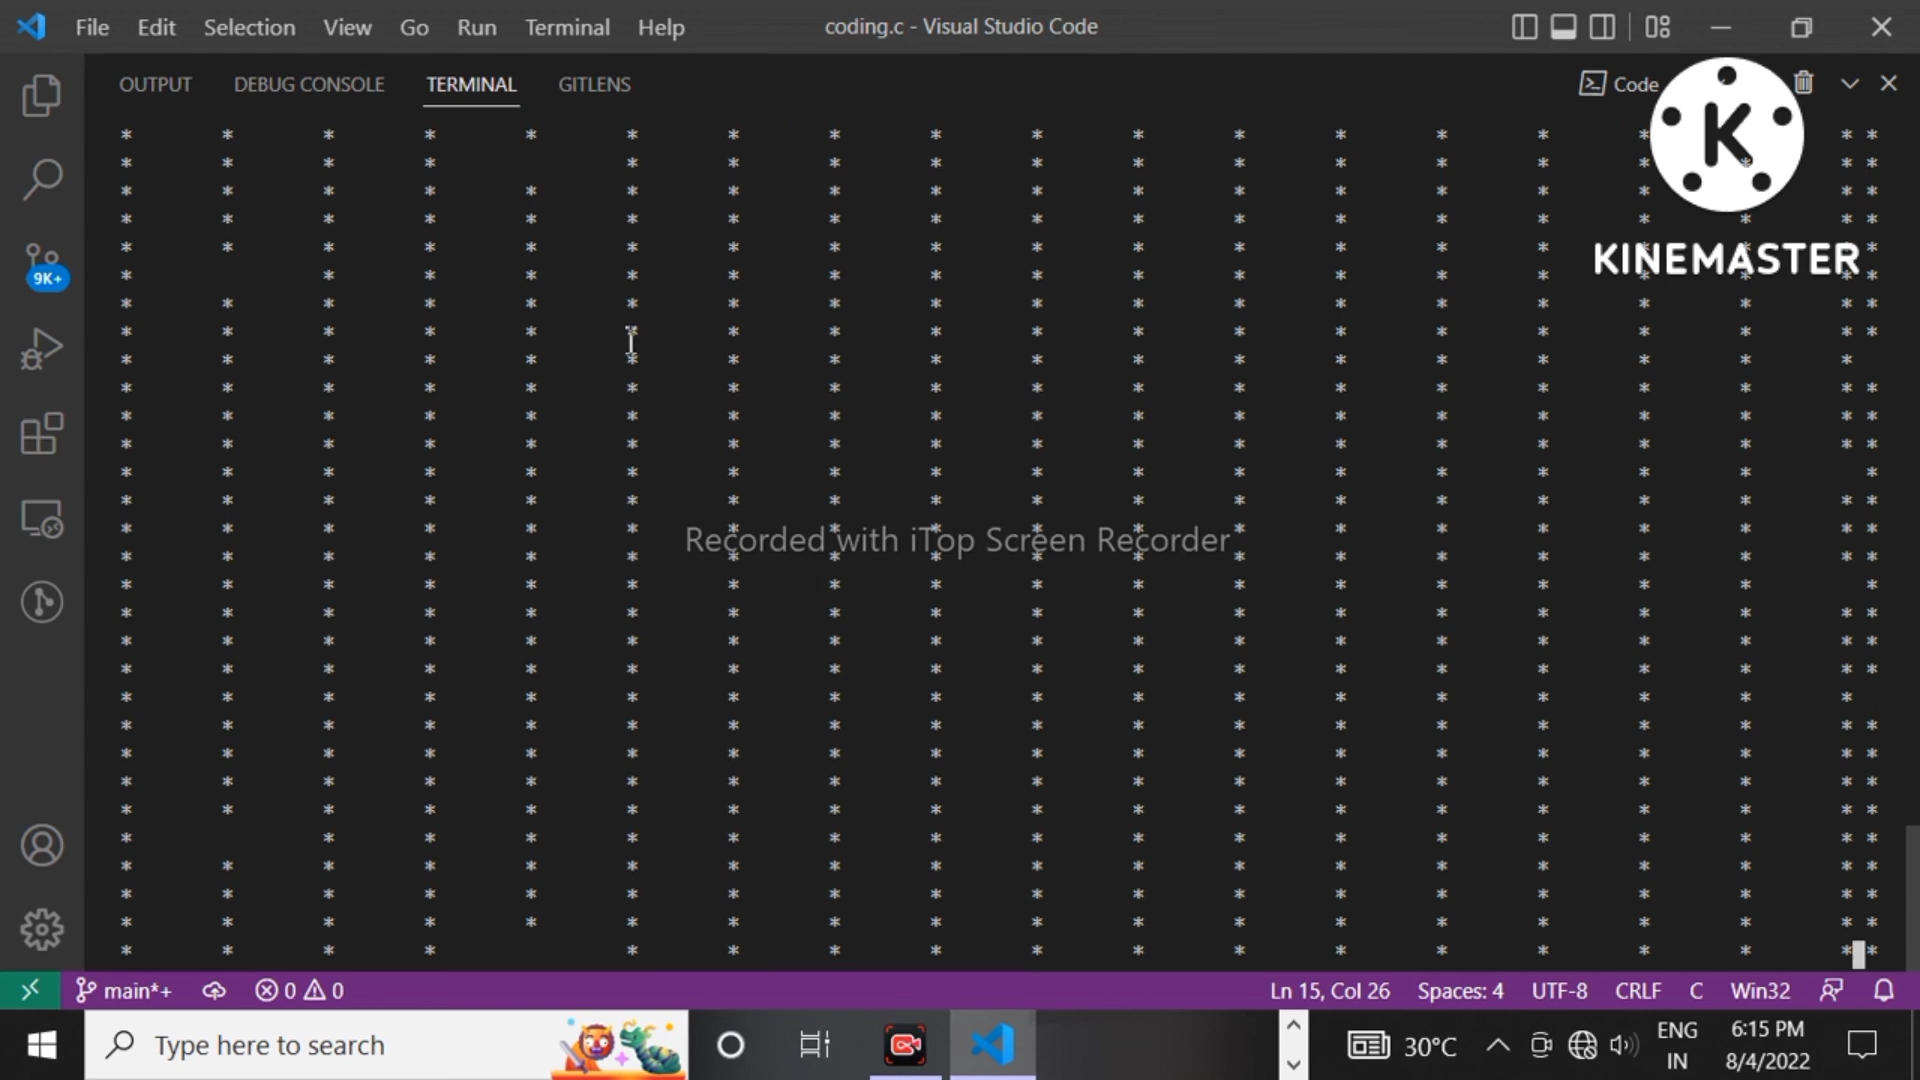 File Edit Selection View Go Run Terminal Help coding.c - Visual Studio Code
OUTPUT DEBUG CONSOLE TERMINAL GITLENS Code
K
KINEMASTER
9K+
Recorded with iTop Screen Recorder
main*+ 0 0 Ln 15, Col 26 Spaces: 4 UTF-8 CRLF C Win32
Type here to search 30°C ENG 6:15 PM
IN 8/4/2022